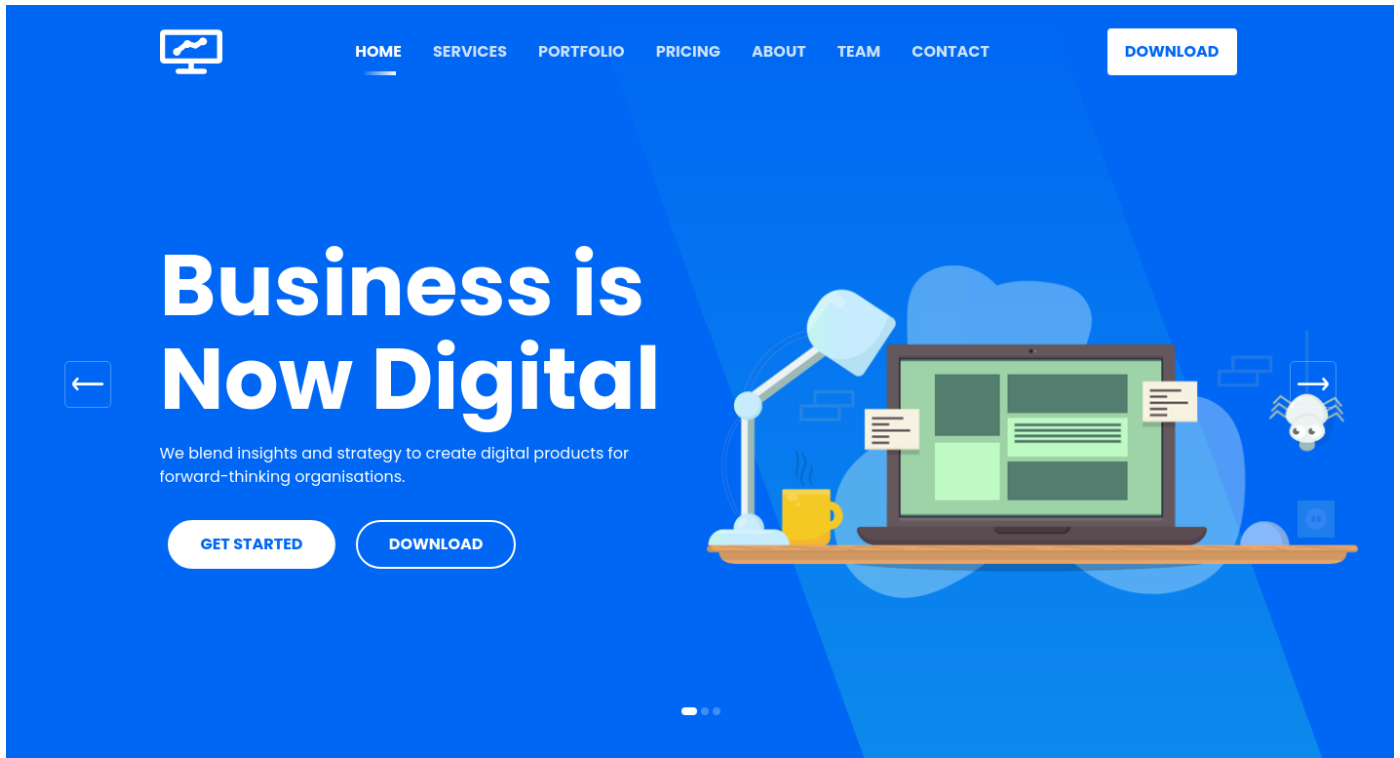 HOME SERVICES PORTFOLIO PRICING ABOUT TEAM CONTACT DOWNLOAD
Business is
Now Digital
We blend insights and strategy to create digital products for
forward-thinking organisations.
GET STARTED DOWNLOAD